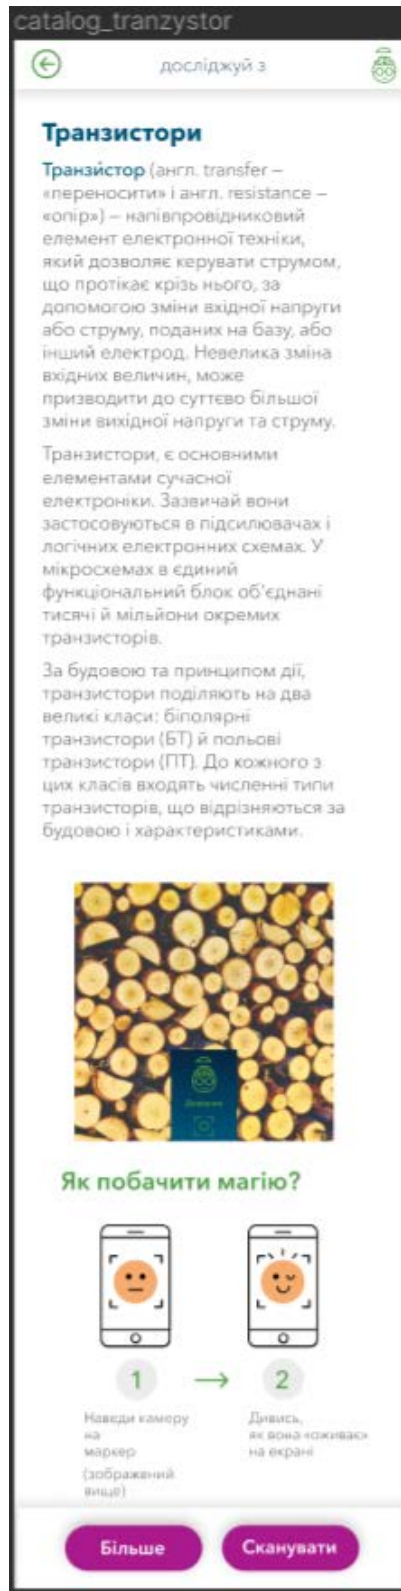 catalog_tranzystor
досліджуй з
Транзистори
Транзи́стор (англ. transfer –
«переносити» і англ. resistance –
«опір») – напівпровідниковий
елемент електронної техніки,
який дозволяє керувати струмом,
що протікає крізь нього, за
допомогою зміни вхідної напруги
або струму, поданих на базу, або
інший електрод. Невелика зміна
вхідних величин, може
призводити до суттєво більшої
зміни вихідної напруги та струму.
Транзистори, є основними
елементами сучасної
електроніки. Зазвичай вони
застосовуються в підсилювачах і
логічних електронних схемах. У
мікросхемах в єдиний
функціональний блок об'єднані
тисячі й мільйони окремих
транзисторів.
За будовою та принципом дії,
транзистори поділяють на два
великі класи: біполярні
транзистори (БТ) й польові
транзистори (ПТ). До кожного з
цих класів входять численні типи
транзисторів, що відрізняються за
будовою і характеристиками.
Як побачити магію?
1
2
Наведи камеру
на
маркер
(зображений
вище)
Дивись,
як вона «оживає»
на екрані
Більше
Сканувати